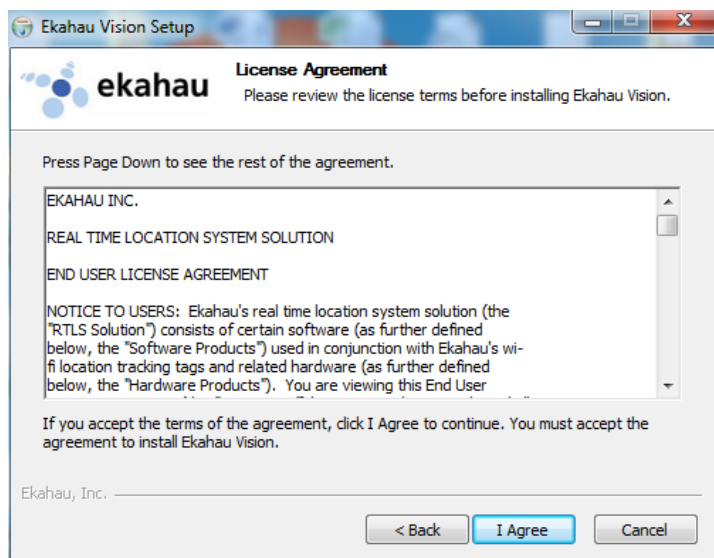 Ekahau Vision Setup
ekahau
License Agreement
Please review the license terms before installing Ekahau Vision.
Press Page Down to see the rest of the agreement.
EKAHAU INC.
REAL TIME LOCATION SYSTEM SOLUTION
END USER LICENSE AGREEMENT
NOTICE TO USERS:  Ekahau's real time location system solution (the
"RTLS Solution") consists of certain software (as further defined
below, the "Software Products") used in conjunction with Ekahau's wi-
fi location tracking tags and related hardware (as further defined
below, the "Hardware Products").  You are viewing this End User
If you accept the terms of the agreement, click I Agree to continue. You must accept the
agreement to install Ekahau Vision.
Ekahau, Inc.
< Back
I Agree
Cancel